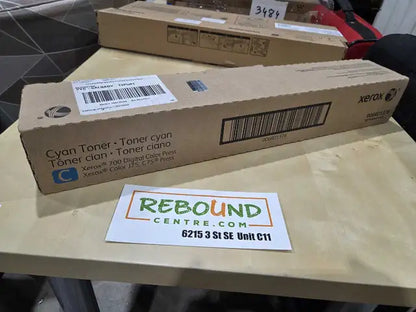 3484
xerox
Cyan Toner • Toner cyan
Tóner cian • Toner ciano
C
Xerox® 700 Digital Color Press
Xerox® Color J75, C75 Press
REBOUND
CENTRE.COM
6215 3 St SE Unit C11